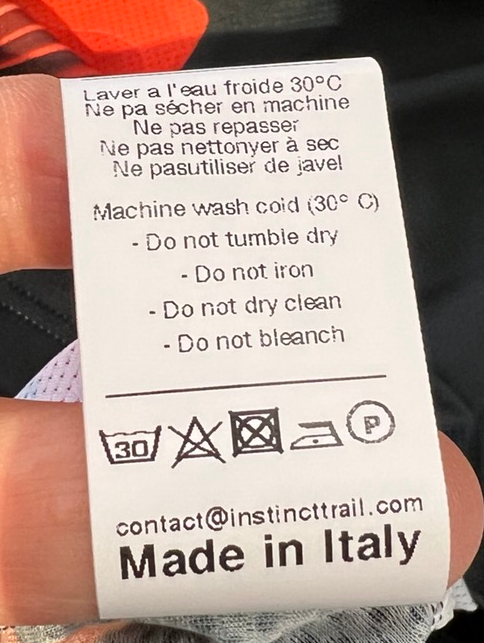 Laver a l'eau froide 30°C
Ne pa sécher en machine
Ne pas repasser
Ne pas nettonyer à sec
Ne pasutiliser de javel
Machine wash coid (30° C)
- Do not tumble dry
- Do not iron
- Do not dry clean
- Do not bleanch
30 P
contact@instincttrail.com
Made in Italy